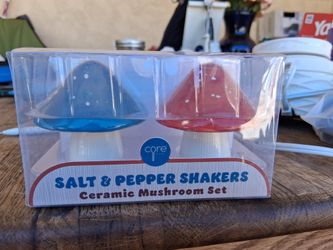 core
SALT & PEPPER SHAKERS
Ceramic Mushroom Set